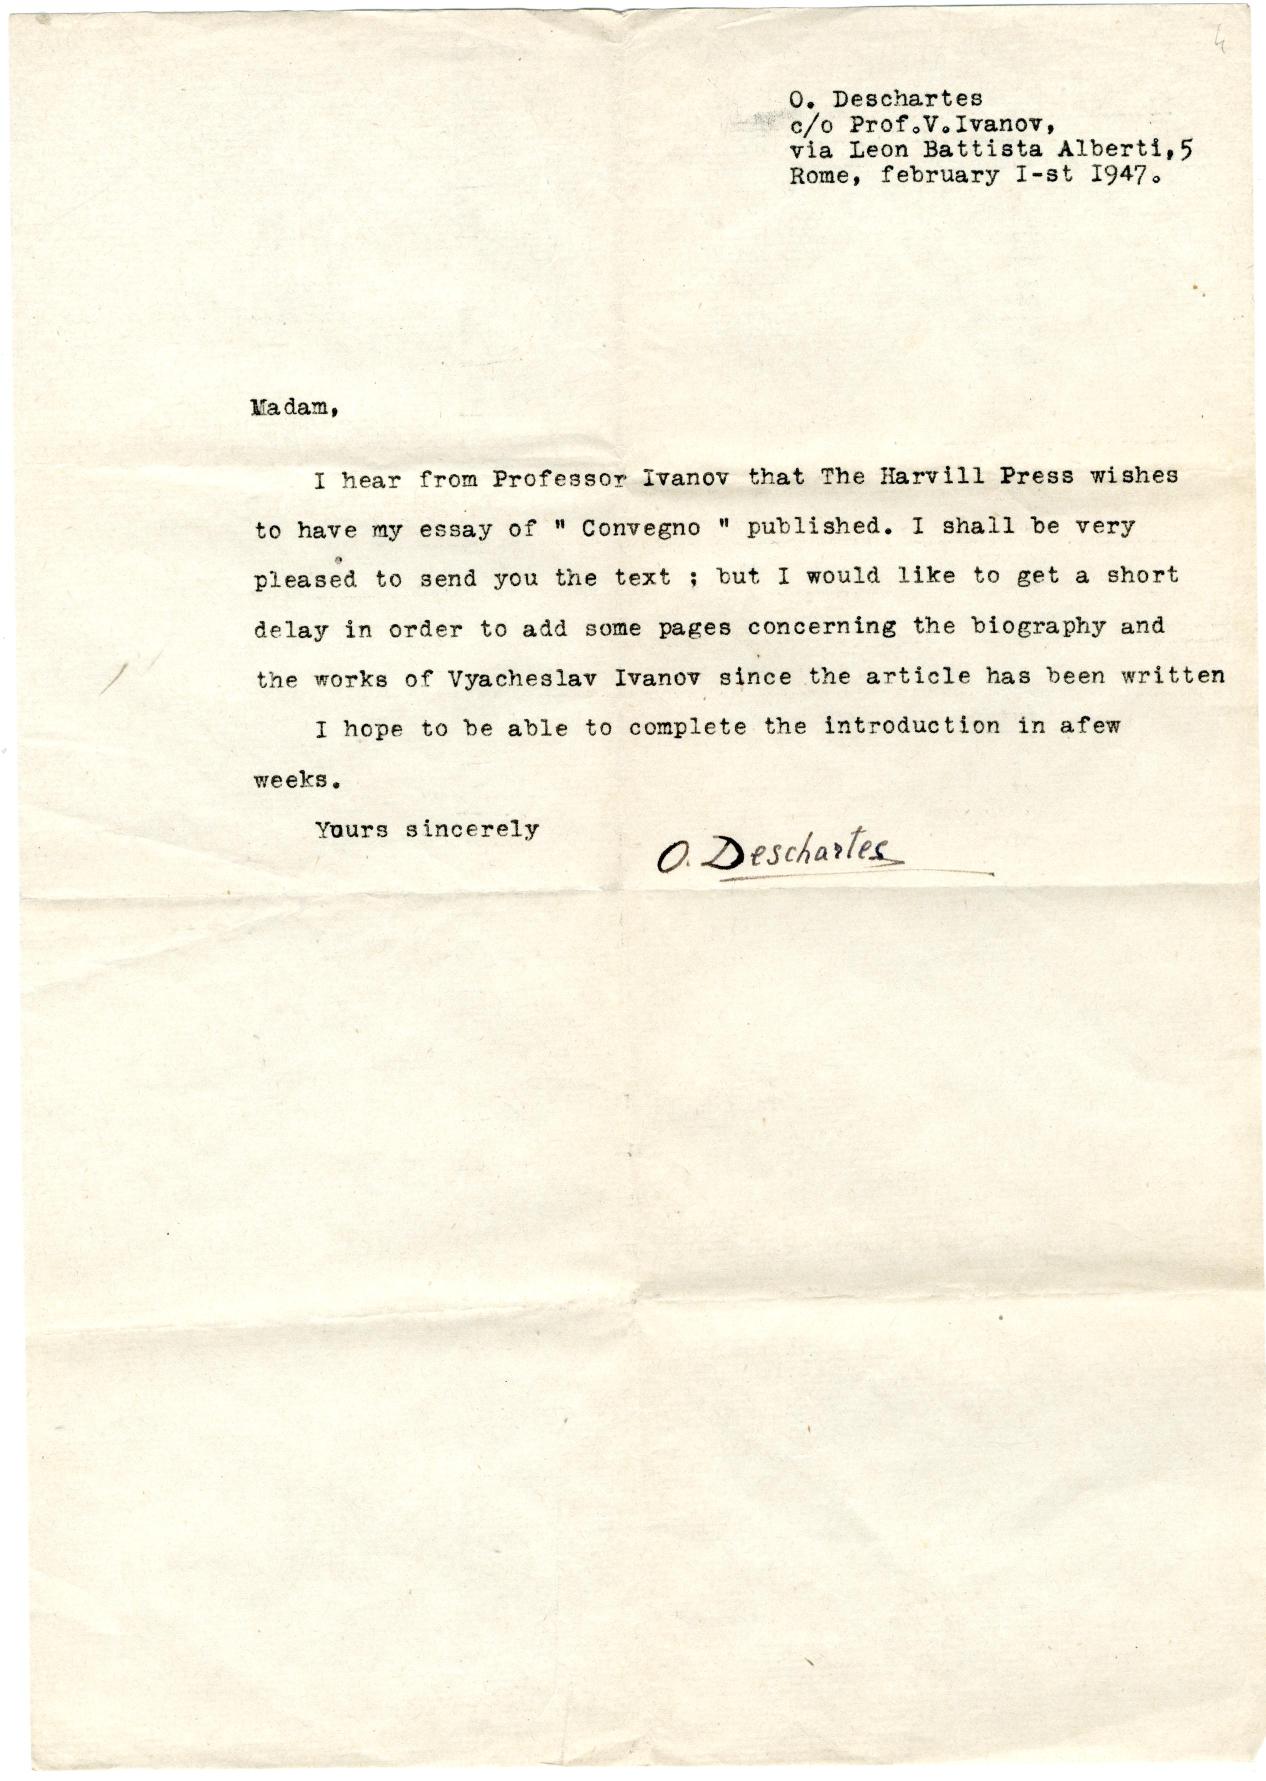 4
O. Deschartes
c/o Prof.V.Ivanov,
via Leon Battista Alberti,5
Rome, february I-st I947.
Madam,
I hear from Professor Ivanov that The Harvill Press wishes
to have my essay of " Convegno " published. I shall be very
pleased to send you the text ; but I would like to get a short
delay in order to add some pages concerning the biography and
the works of Vyacheslav Ivanov since the article has been written
I hope to be able to complete the introduction in afew
weeks.
Yours sincerely
O. Deschartes